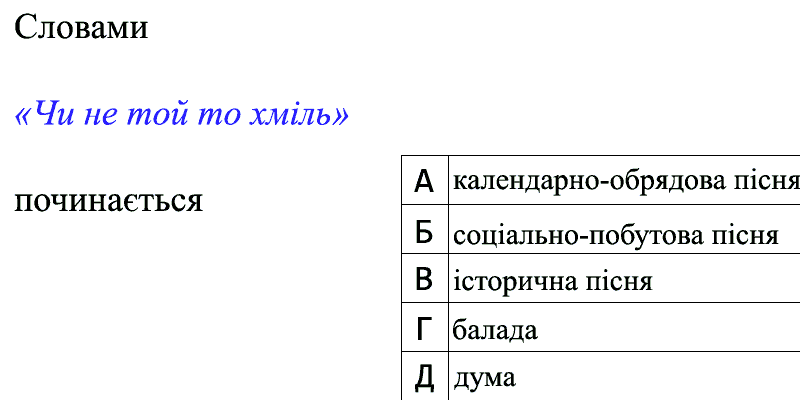 Словами
«Чи не той то хміль»
починається
А календарно-обрядова пісня
Б соціально-побутова пісня
В історична пісня
Г балада
Д дума